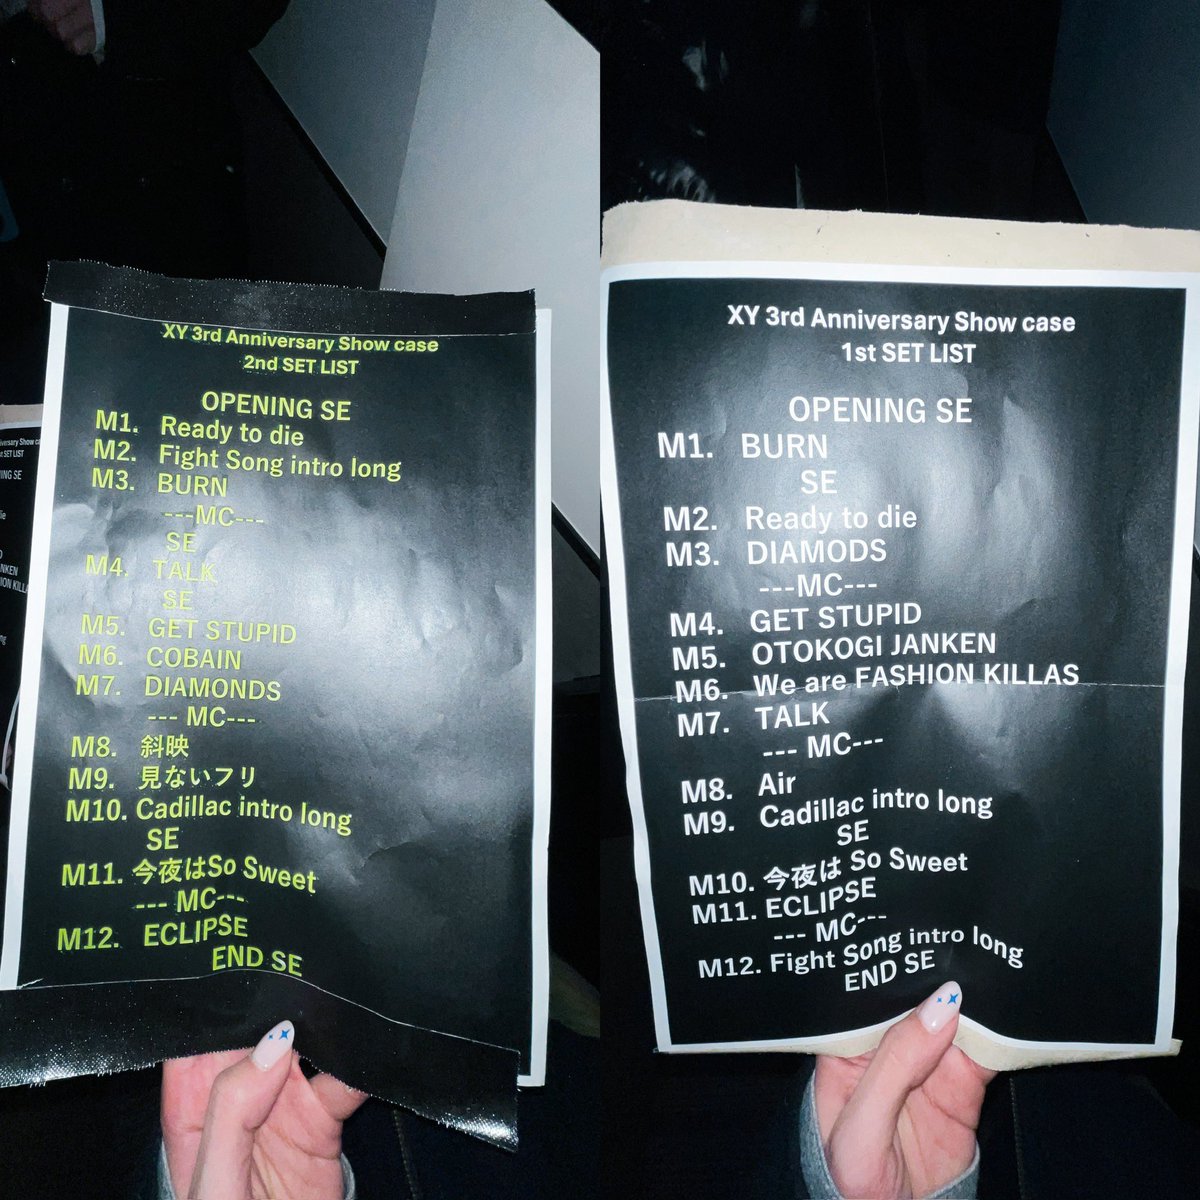 XY 3rd Anniversary Show case
2nd SET LIST
OPENING SE
M1. Ready to die
M2. Fight Song intro long
M3. BURN
---MC---
SE
M4. TALK
SE
M5. GET STUPID
M6. COBAIN
M7. DIAMONDS
--- MC---
M8. 斜映
M9. 見ないフリ
M10. Cadillac intro long
SE
M11. 今夜はSo Sweet
--- MC---
M12. ECLIPSE
END SE
XY 3rd Anniversary Show case
1st SET LIST
OPENING SE
M1. BURN
SE
M2. Ready to die
M3. DIAMODS
---MC---
M4. GET STUPID
M5. OTOKOGI JANKEN
M6. We are FASHION KILLAS
M7. TALK
--- MC---
M8. Air
M9. Cadillac intro long
SE
M10. 今夜は So Sweet
M11. ECLIPSE
--- MC---
M12. Fight Song intro long
END SE